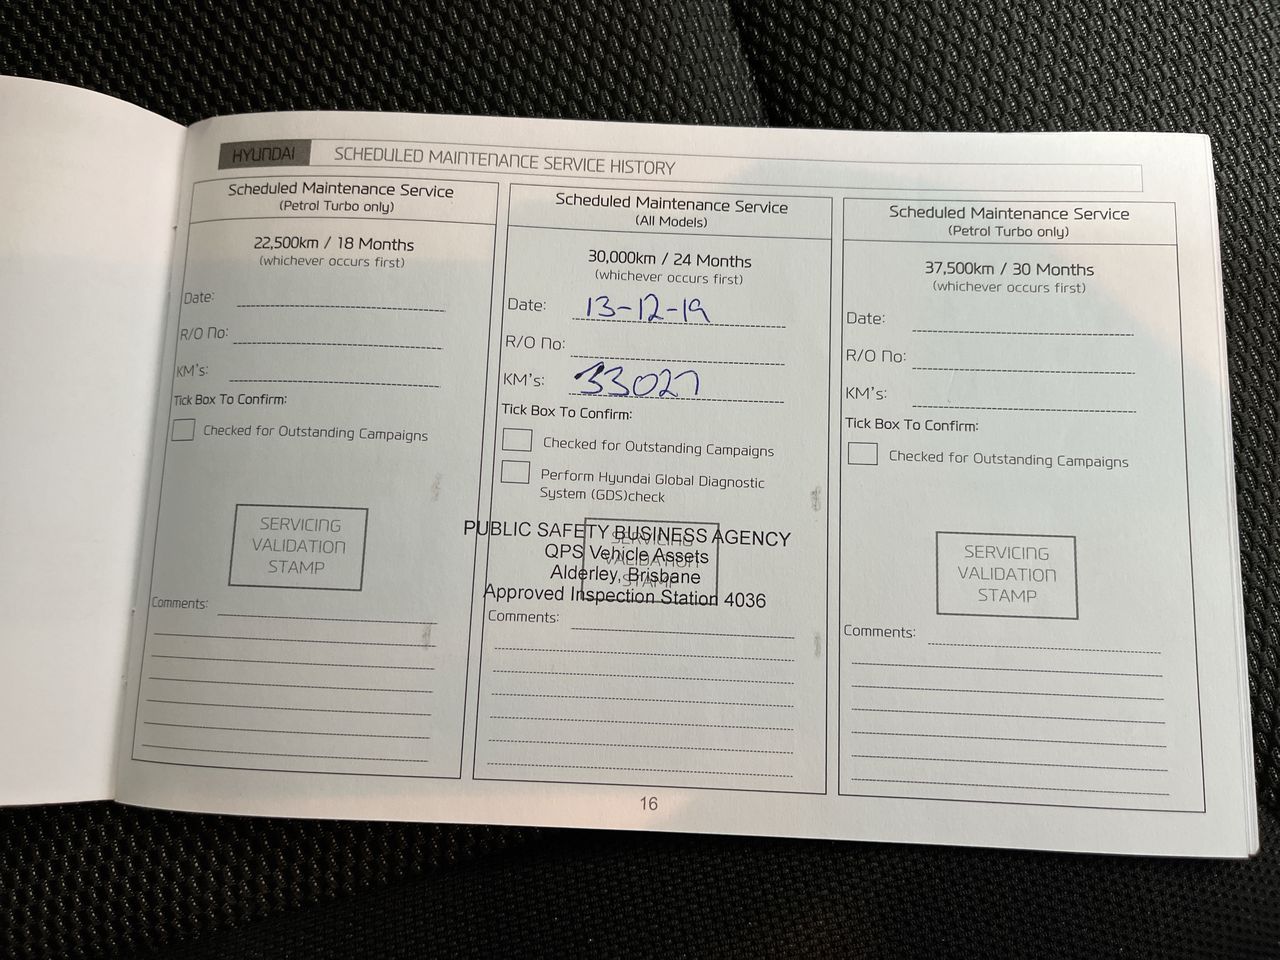 HYUNDAI SCHEDULED MAINTENANCE SERVICE HISTORY
Scheduled Maintenance Service
(Petrol Turbo only)
22,500km / 18 Months
(whichever occurs first)
Date:
R/O No:
KM's:
Tick Box To Confirm:
Checked for Outstanding Campaigns
SERVICING
VALIDATION
STAMP
Comments:
Scheduled Maintenance Service
(All Models)
30,000km / 24 Months
(whichever occurs first)
Date: 13-12-19
R/O No:
KM's: 33027
Tick Box To Confirm:
Checked for Outstanding Campaigns
Perform Hyundai Global Diagnostic
System (GDS)check
SERVICING
VALIDATION
STAMP
PUBLIC SAFETY BUSINESS AGENCY
QPS Vehicle Assets
Alderley, Brisbane
Approved Inspection Station 4036
Comments:
Scheduled Maintenance Service
(Petrol Turbo only)
37,500km / 30 Months
(whichever occurs first)
Date:
R/O No:
KM's:
Tick Box To Confirm:
Checked for Outstanding Campaigns
SERVICING
VALIDATION
STAMP
Comments:
16